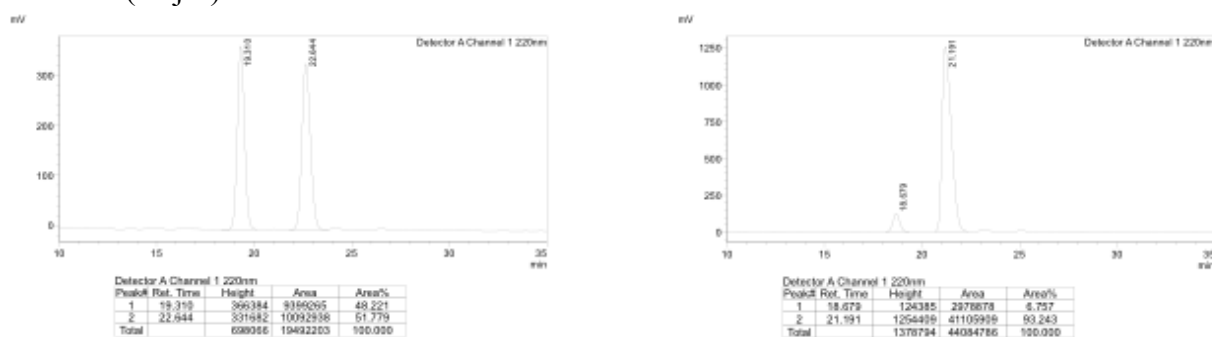 mV
Detector A Channel 1 220nm
19.310
22.644
300
200
100
0
10 15 20 25 30 35
min
Detector A Channel 1 220nm
Peak# Ret. Time Height Area Area%
1 19.310 366384 9399265 48.221
2 22.644 331682 10092938 51.779
Total 698066 19492203 100.000
mV
Detector A Channel 1 220nm
21.191
18.679
1250
1000
750
500
250
0
10 15 20 25 30 35
min
Detector A Channel 1 220nm
Peak# Ret. Time Height Area Area%
1 18.679 124385 2978878 6.757
2 21.191 1254409 41105909 93.243
Total 1378794 44084786 100.000